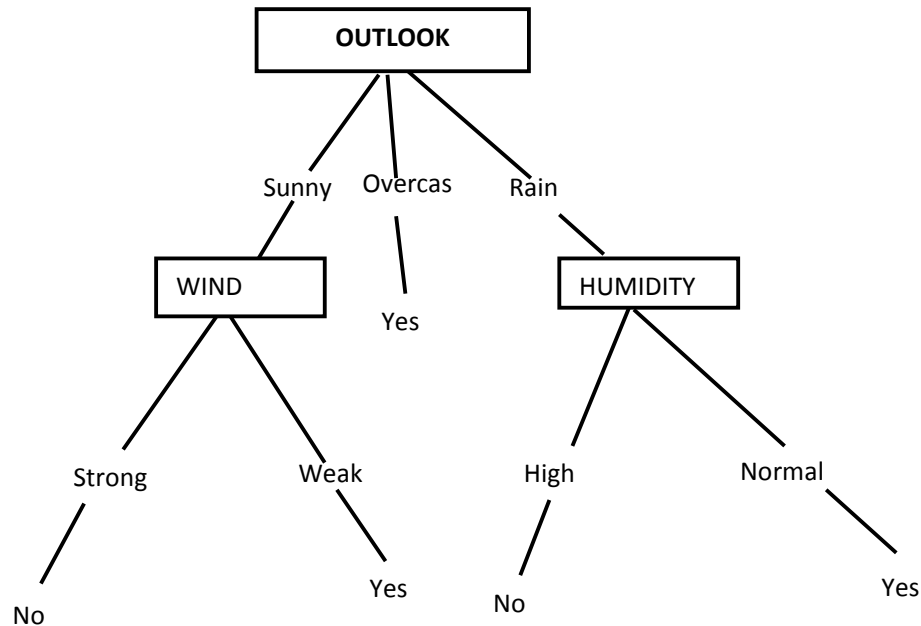 OUTLOOK
Sunny
Overcas
Rain
WIND
HUMIDITY
Yes
Strong
Weak
High
Normal
No
Yes
No
Yes